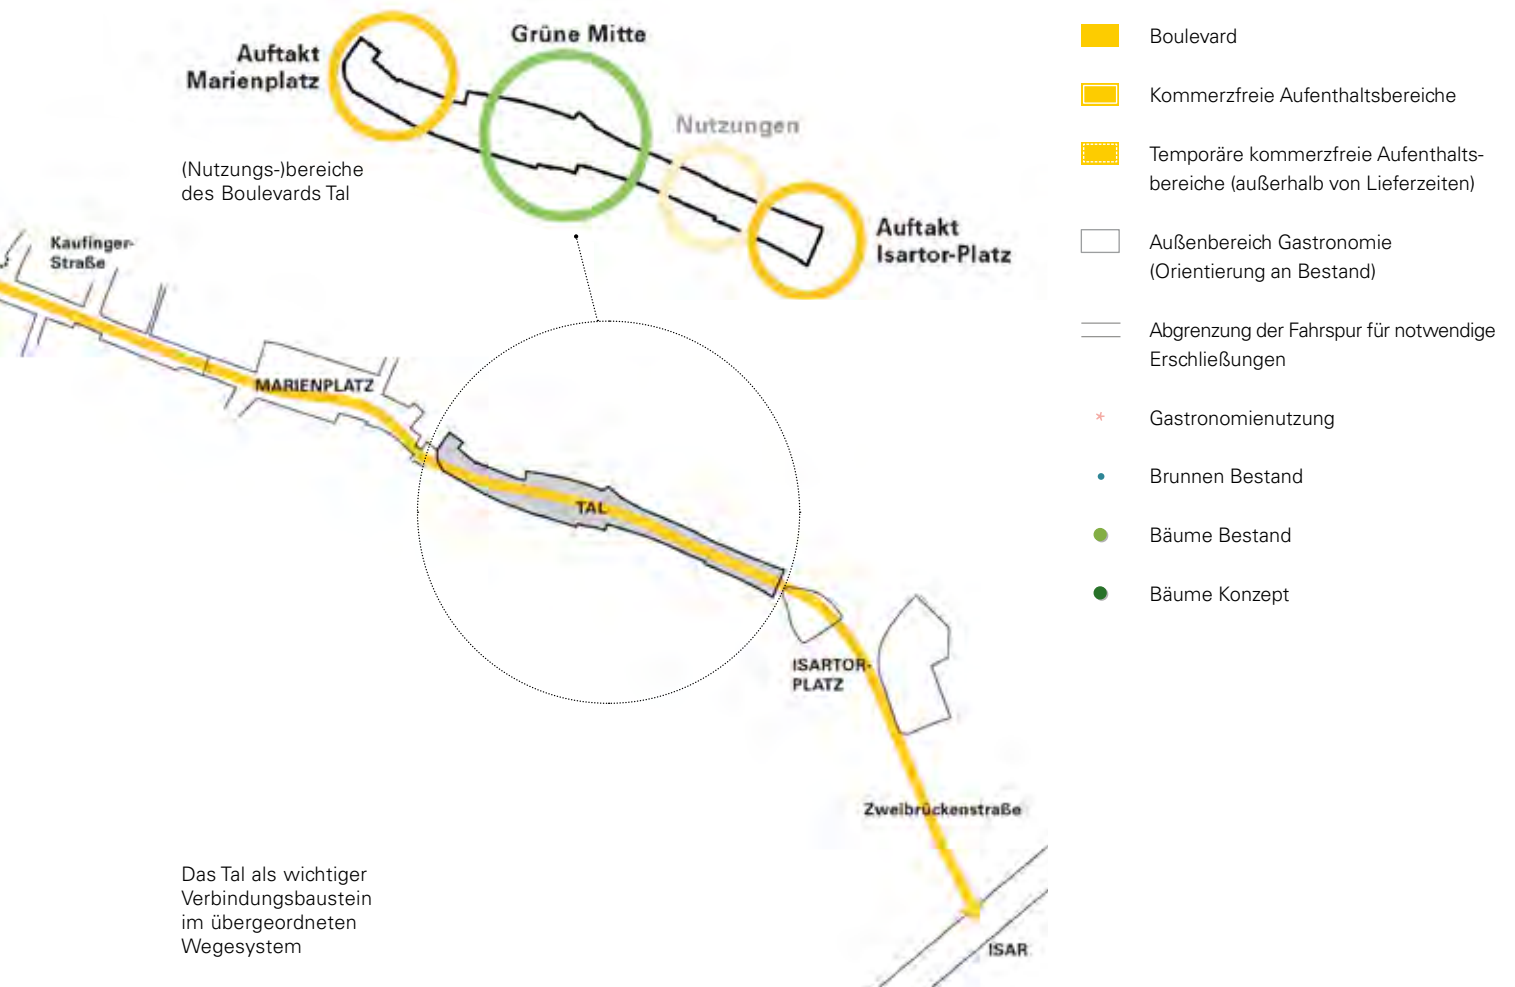 Grüne Mitte
Auftakt
Marienplatz
Nutzungen
(Nutzungs-)bereiche
des Boulevards Tal
Auftakt
Isartor-Platz
Kaufinger-
Straße
MARIENPLATZ
TAL
ISARTOR-
PLATZ
Zweibrückenstraße
ISAR
Das Tal als wichtiger
Verbindungsbaustein
im übergeordneten
Wegesystem
Boulevard
Kommerzfreie Aufenthaltsbereiche
Temporäre kommerzfreie Aufenthalts-
bereiche (außerhalb von Lieferzeiten)
Außenbereich Gastronomie
(Orientierung an Bestand)
Abgrenzung der Fahrspur für notwendige
Erschließungen
* Gastronomienutzung
Brunnen Bestand
Bäume Bestand
Bäume Konzept